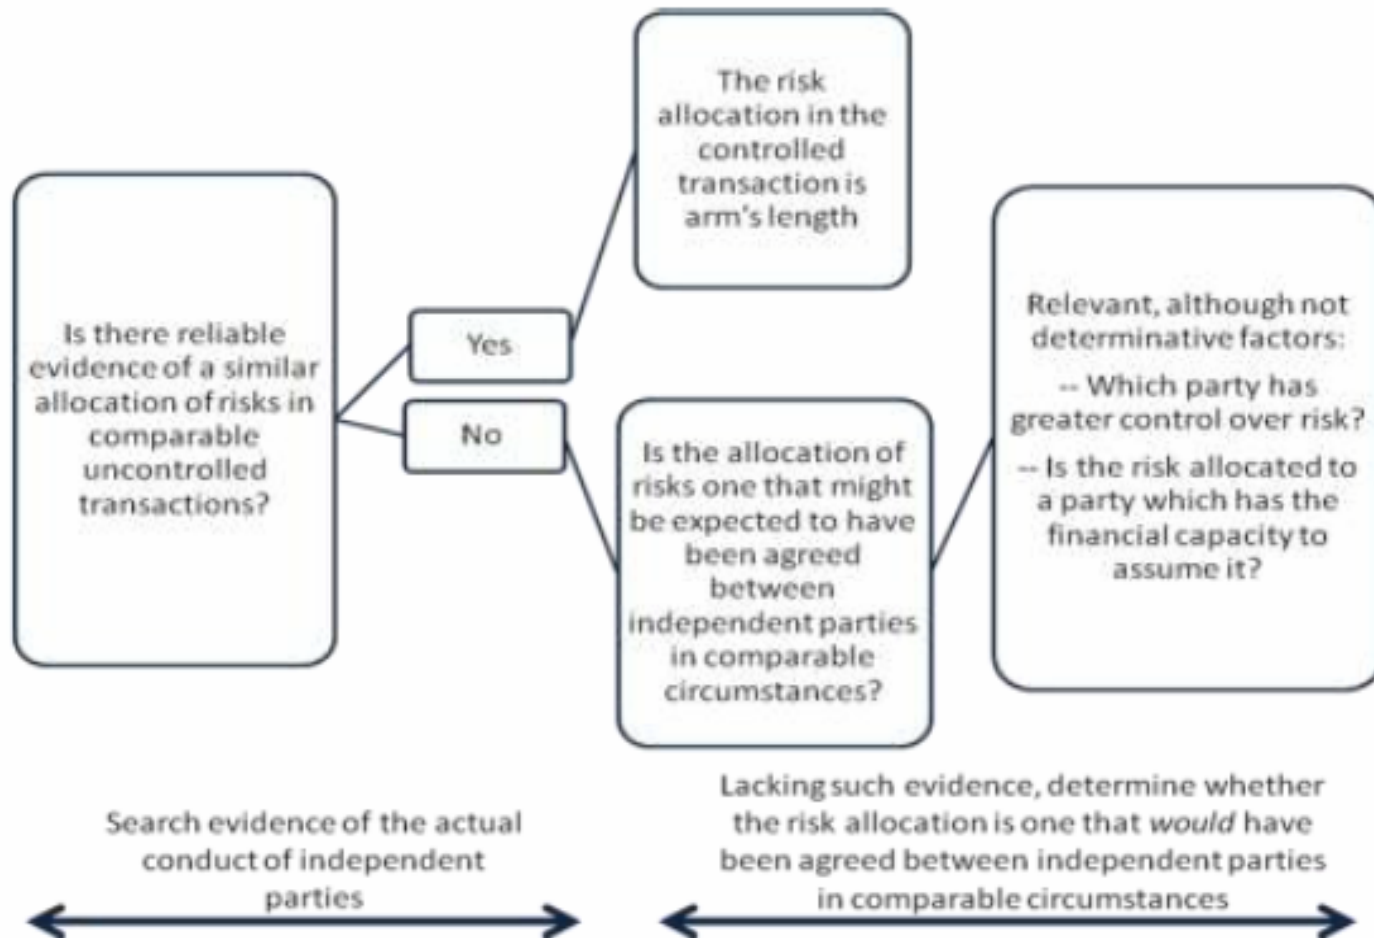 Is there reliable
evidence of a similar
allocation of risks in
comparable
uncontrolled
transactions?
Yes
No
The risk
allocation in the
controlled
transaction is
arm's length
Is the allocation of
risks one that might
be expected to have
been agreed
between
independent parties
in comparable
circumstances?
Relevant, although not
determinative factors:
-- Which party has
greater control over risk?
-- Is the risk allocated to
a party which has the
financial capacity to
assume it?
Search evidence of the actual
conduct of independent
parties
Lacking such evidence, determine whether
the risk allocation is one that would have
been agreed between independent parties
in comparable circumstances